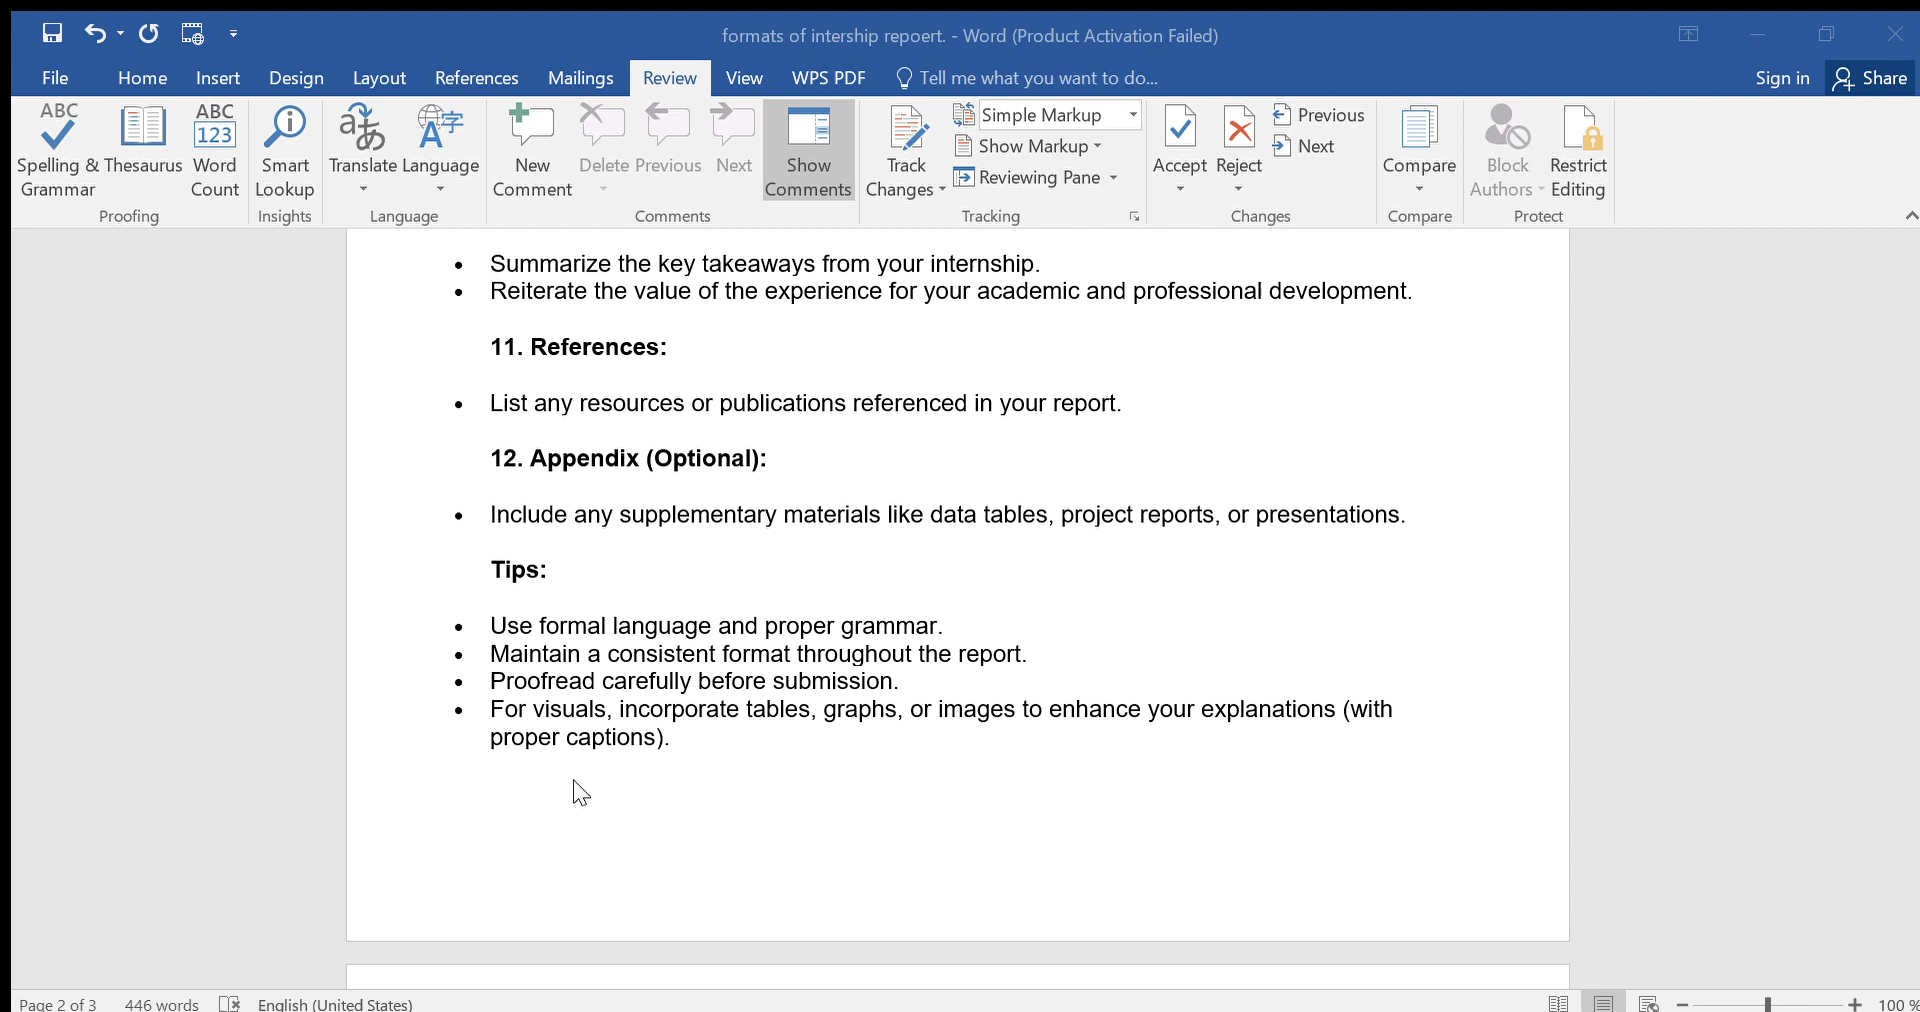 formats of intership repoert. - Word (Product Activation Failed)
File Home Insert Design Layout References Mailings Review View WPS PDF Tell me what you want to do... Sign in Share
ABC Spelling & Grammar
Thesaurus
ABC 123 Word Count
Smart Lookup
Translate
Language
New Comment
Delete
Previous
Next
Show Comments
Track Changes
Simple Markup
Show Markup
Reviewing Pane
Accept
Reject
Previous
Next
Compare
Block Authors
Restrict Editing
Proofing Insights Language Comments Tracking Changes Compare Protect
• Summarize the key takeaways from your internship.
• Reiterate the value of the experience for your academic and professional development.
11. References:
• List any resources or publications referenced in your report.
12. Appendix (Optional):
• Include any supplementary materials like data tables, project reports, or presentations.
Tips:
• Use formal language and proper grammar.
• Maintain a consistent format throughout the report.
• Proofread carefully before submission.
• For visuals, incorporate tables, graphs, or images to enhance your explanations (with
proper captions).
Page 2 of 3 446 words English (United States) 100 %